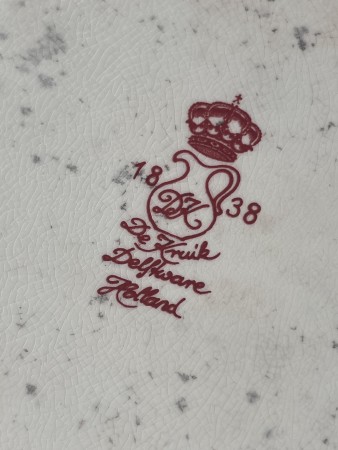 18 38
DK
De Kruik
Delftware
Holland